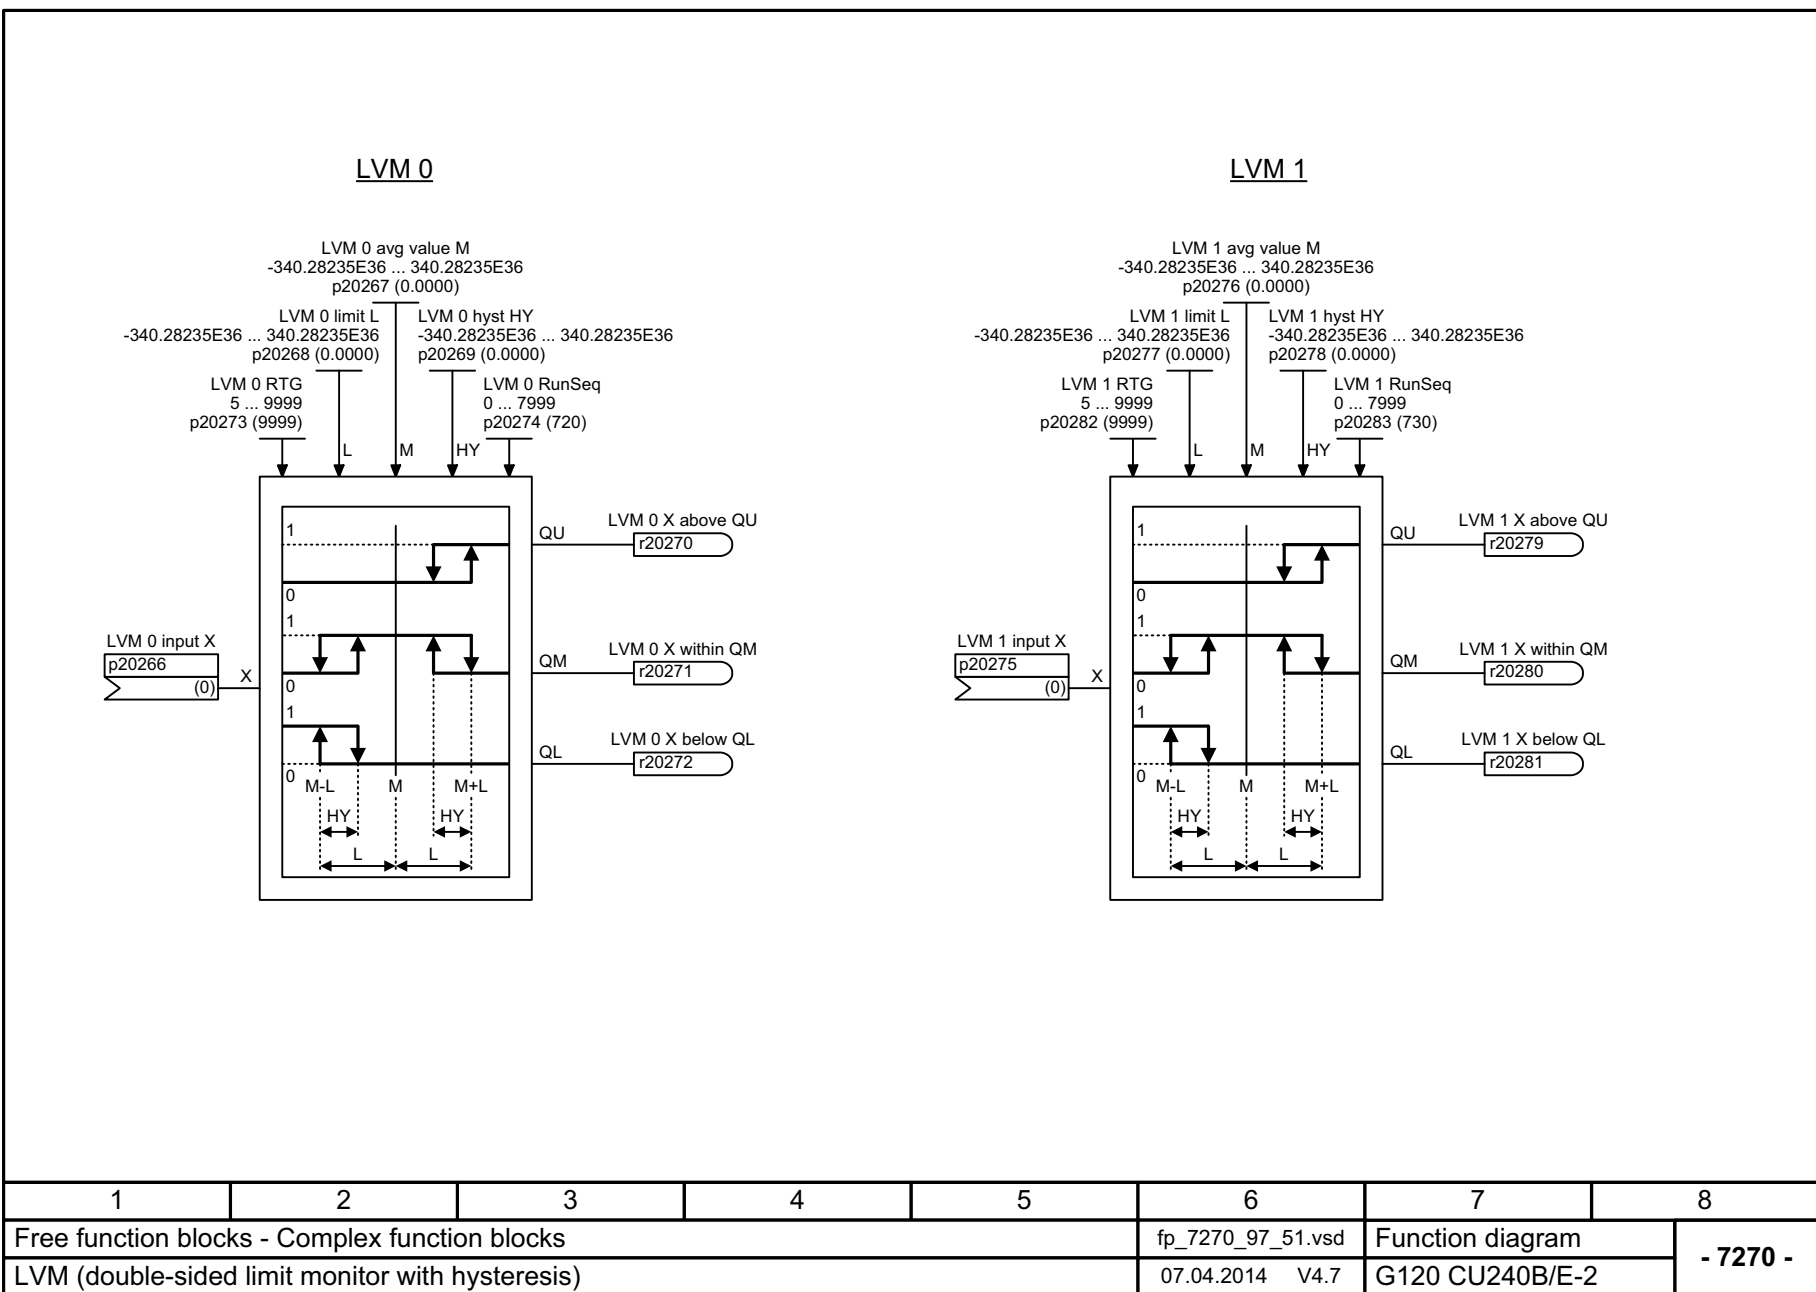 LVM 0
LVM 0 avg value M
-340.28235E36 ... 340.28235E36
p20267 (0.0000)
LVM 0 limit L
-340.28235E36 ... 340.28235E36
p20268 (0.0000)
LVM 0 hyst HY
-340.28235E36 ... 340.28235E36
p20269 (0.0000)
LVM 0 RTG
5 ... 9999
p20273 (9999)
LVM 0 RunSeq
0 ... 7999
p20274 (720)
L
M
HY
LVM 0 input X
p20266
(0)
X
1
0
1
0
1
0
M-L
M
M+L
HY
HY
L
L
QU
LVM 0 X above QU
r20270
QM
LVM 0 X within QM
r20271
QL
LVM 0 X below QL
r20272
LVM 1
LVM 1 avg value M
-340.28235E36 ... 340.28235E36
p20276 (0.0000)
LVM 1 limit L
-340.28235E36 ... 340.28235E36
p20277 (0.0000)
LVM 1 hyst HY
-340.28235E36 ... 340.28235E36
p20278 (0.0000)
LVM 1 RTG
5 ... 9999
p20282 (9999)
LVM 1 RunSeq
0 ... 7999
p20283 (730)
L
M
HY
LVM 1 input X
p20275
(0)
X
1
0
1
0
1
0
M-L
M
M+L
HY
HY
L
L
QU
LVM 1 X above QU
r20279
QM
LVM 1 X within QM
r20280
QL
LVM 1 X below QL
r20281
1 2 3 4 5 6 7 8
Free function blocks - Complex function blocks
fp_7270_97_51.vsd
Function diagram
- 7270 -
LVM (double-sided limit monitor with hysteresis)
07.04.2014 V4.7
G120 CU240B/E-2